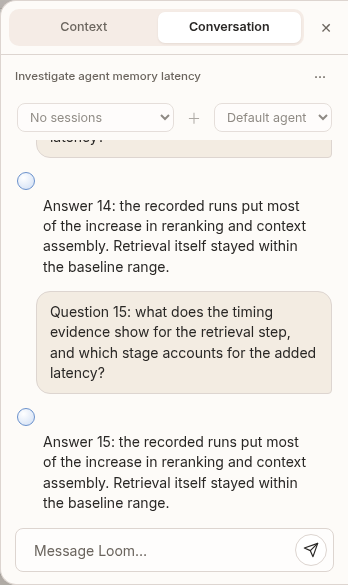 Context
Conversation
Investigate agent memory latency
No sessions
Default agent
latency?
Answer 14: the recorded runs put most
of the increase in reranking and context
assembly. Retrieval itself stayed within
the baseline range.
Question 15: what does the timing
evidence show for the retrieval step,
and which stage accounts for the added
latency?
Answer 15: the recorded runs put most
of the increase in reranking and context
assembly. Retrieval itself stayed within
the baseline range.
Message Loom...